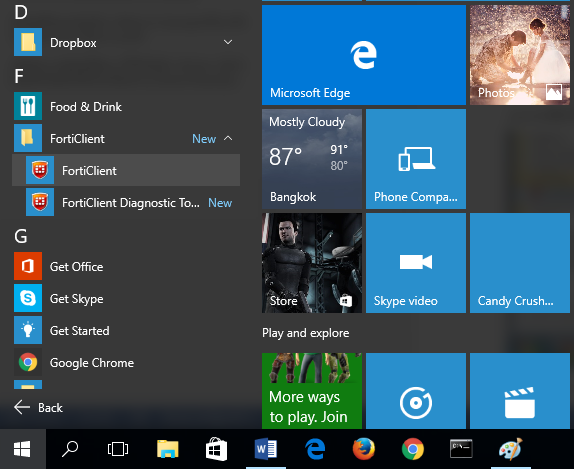 D
Dropbox
F
Food & Drink
FortiClient New
FortiClient
FortiClient Diagnostic To... New
G
Get Office
Get Skype
Get Started
Google Chrome
Back
Microsoft Edge
Photos
Mostly Cloudy
87° 91°
80°
Bangkok
Phone Compa...
Store
Skype video
Candy Crush...
Play and explore
More ways
to play. Join